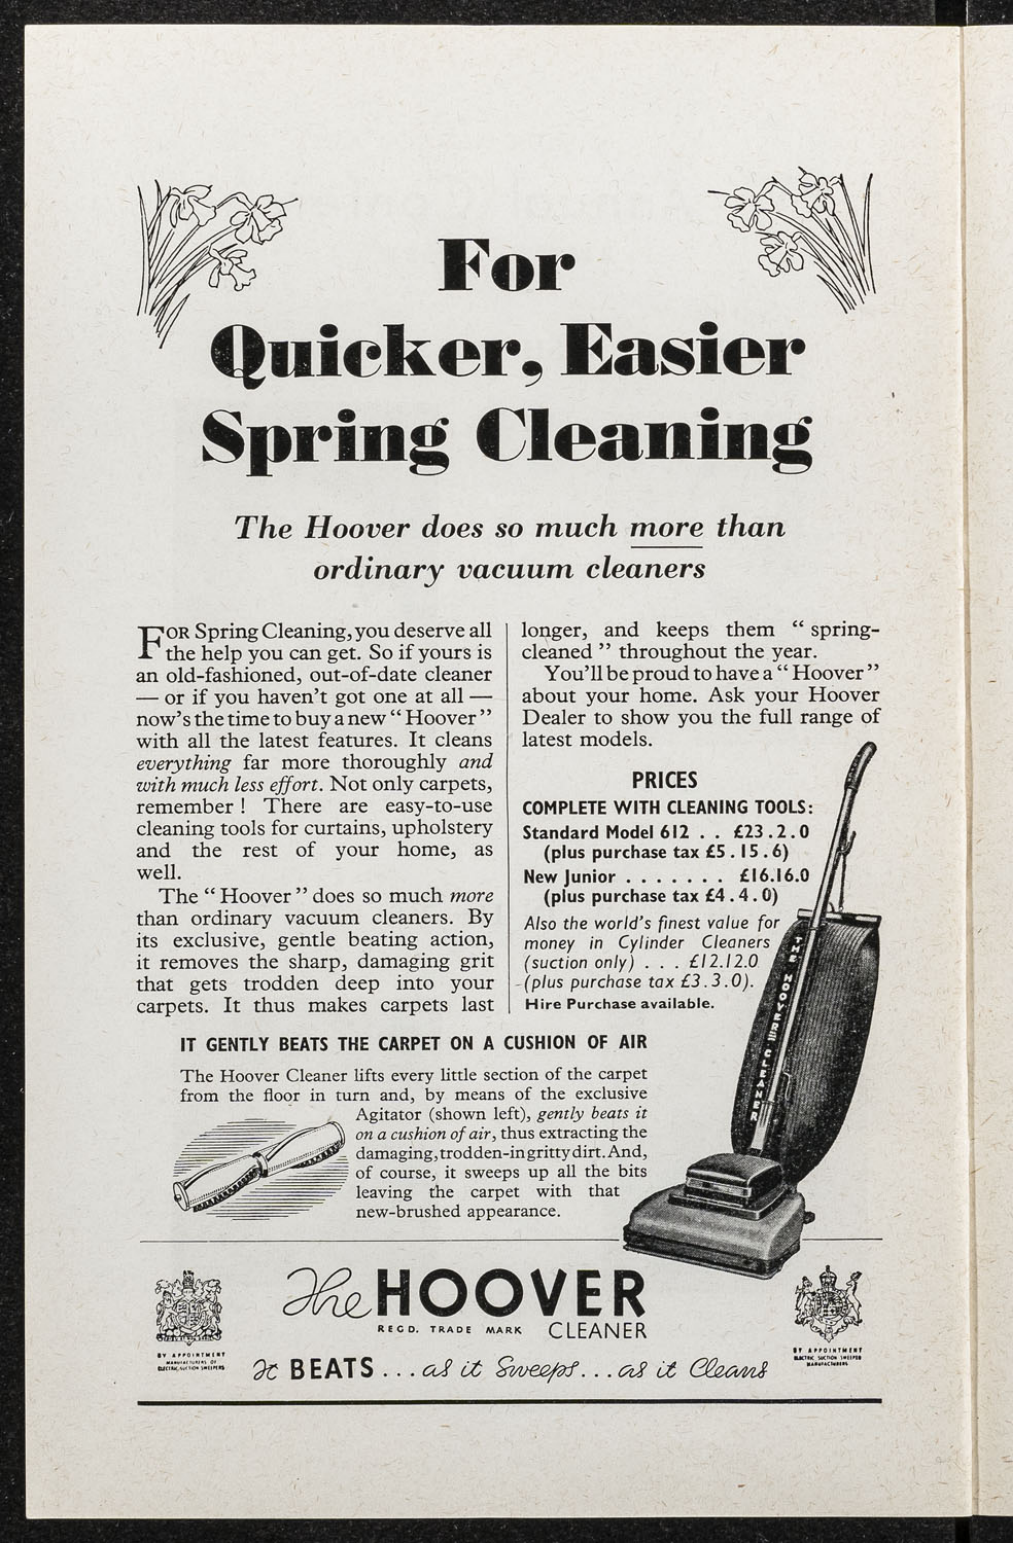 For
Quicker, Easier
Spring Cleaning
The Hoover does so much more than
ordinary vacuum cleaners
FOR Spring Cleaning, you deserve all
the help you can get. So if yours is
an old-fashioned, out-of-date cleaner
— or if you haven't got one at all —
now's the time to buy a new “Hoover”
with all the latest features. It cleans
everything far more thoroughly and
with much less effort. Not only carpets,
remember! There are easy-to-use
cleaning tools for curtains, upholstery
and the rest of your home, as
well.
The “Hoover” does so much more
than ordinary vacuum cleaners. By
its exclusive, gentle beating action,
it removes the sharp, damaging grit
that gets trodden deep into your
carpets. It thus makes carpets last
longer, and keeps them “spring-
cleaned” throughout the year.
You'll be proud to have a “Hoover”
about your home. Ask your Hoover
Dealer to show you the full range of
latest models.
PRICES
COMPLETE WITH CLEANING TOOLS:
Standard Model 612 . . £23.2.0
(plus purchase tax £5.15.6)
New Junior . . . . . . . £16.16.0
(plus purchase tax £4.4.0)
Also the world's finest value for
money in Cylinder Cleaners
(suction only) . . . £12.12.0
(plus purchase tax £3.3.0).
Hire Purchase available.
THE HOOVER CLEANER
IT GENTLY BEATS THE CARPET ON A CUSHION OF AIR
The Hoover Cleaner lifts every little section of the carpet
from the floor in turn and, by means of the exclusive
Agitator (shown left), gently beats it
on a cushion of air, thus extracting the
damaging, trodden-in gritty dirt. And,
of course, it sweeps up all the bits
leaving the carpet with that
new-brushed appearance.
The HOOVER
REGD. TRADE MARK CLEANER
It BEATS ... as it Sweeps ... as it Cleans
BY APPOINTMENT
MANUFACTURERS OF
ELECTRIC SUCTION SWEEPERS
BY APPOINTMENT
ELECTRIC SUCTION SWEEPER
MANUFACTURERS